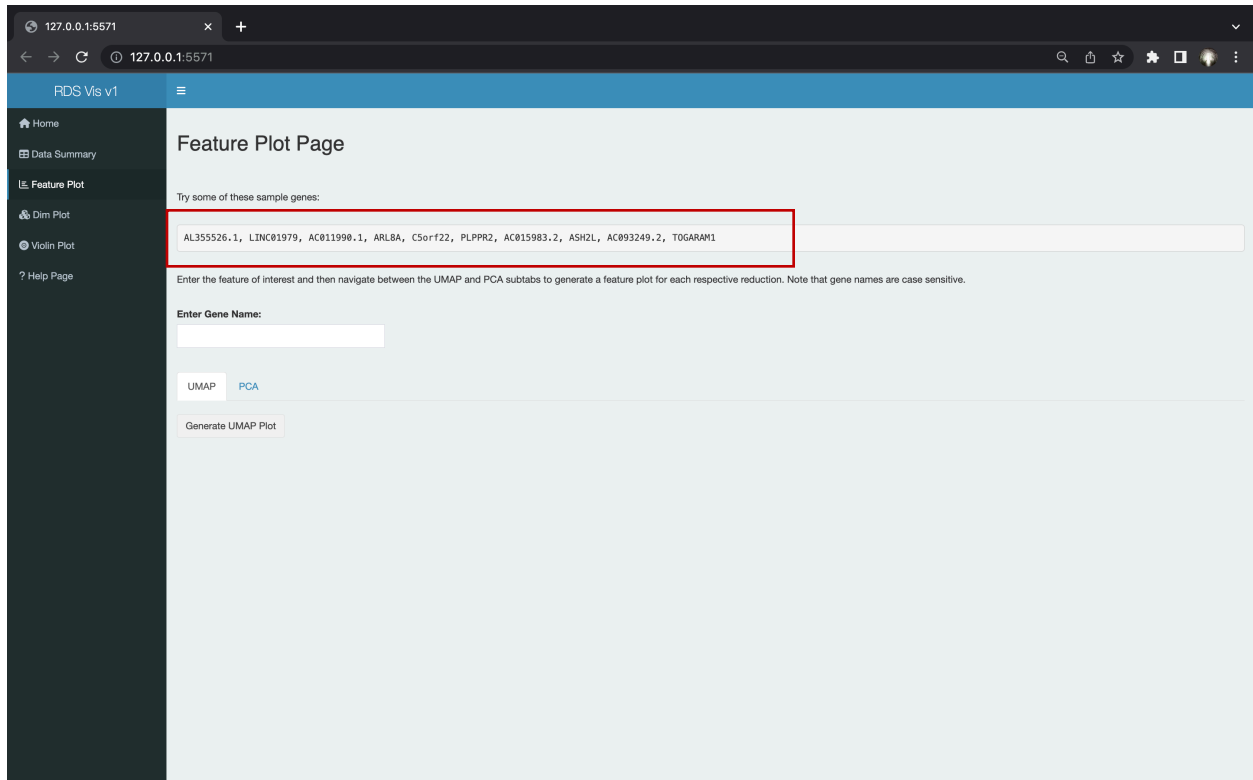 127.0.0.1:5571
127.0.0.1:5571
RDS Vis v1
Home
Data Summary
Feature Plot
Dim Plot
Violin Plot
? Help Page
Feature Plot Page
Try some of these sample genes:
AL355526.1, LINC01979, AC011990.1, ARL8A, C5orf22, PLPPR2, AC015983.2, ASH2L, AC093249.2, TOGARAM1
Enter the feature of interest and then navigate between the UMAP and PCA subtabs to generate a feature plot for each respective reduction. Note that gene names are case sensitive.
Enter Gene Name:
UMAP PCA
Generate UMAP Plot